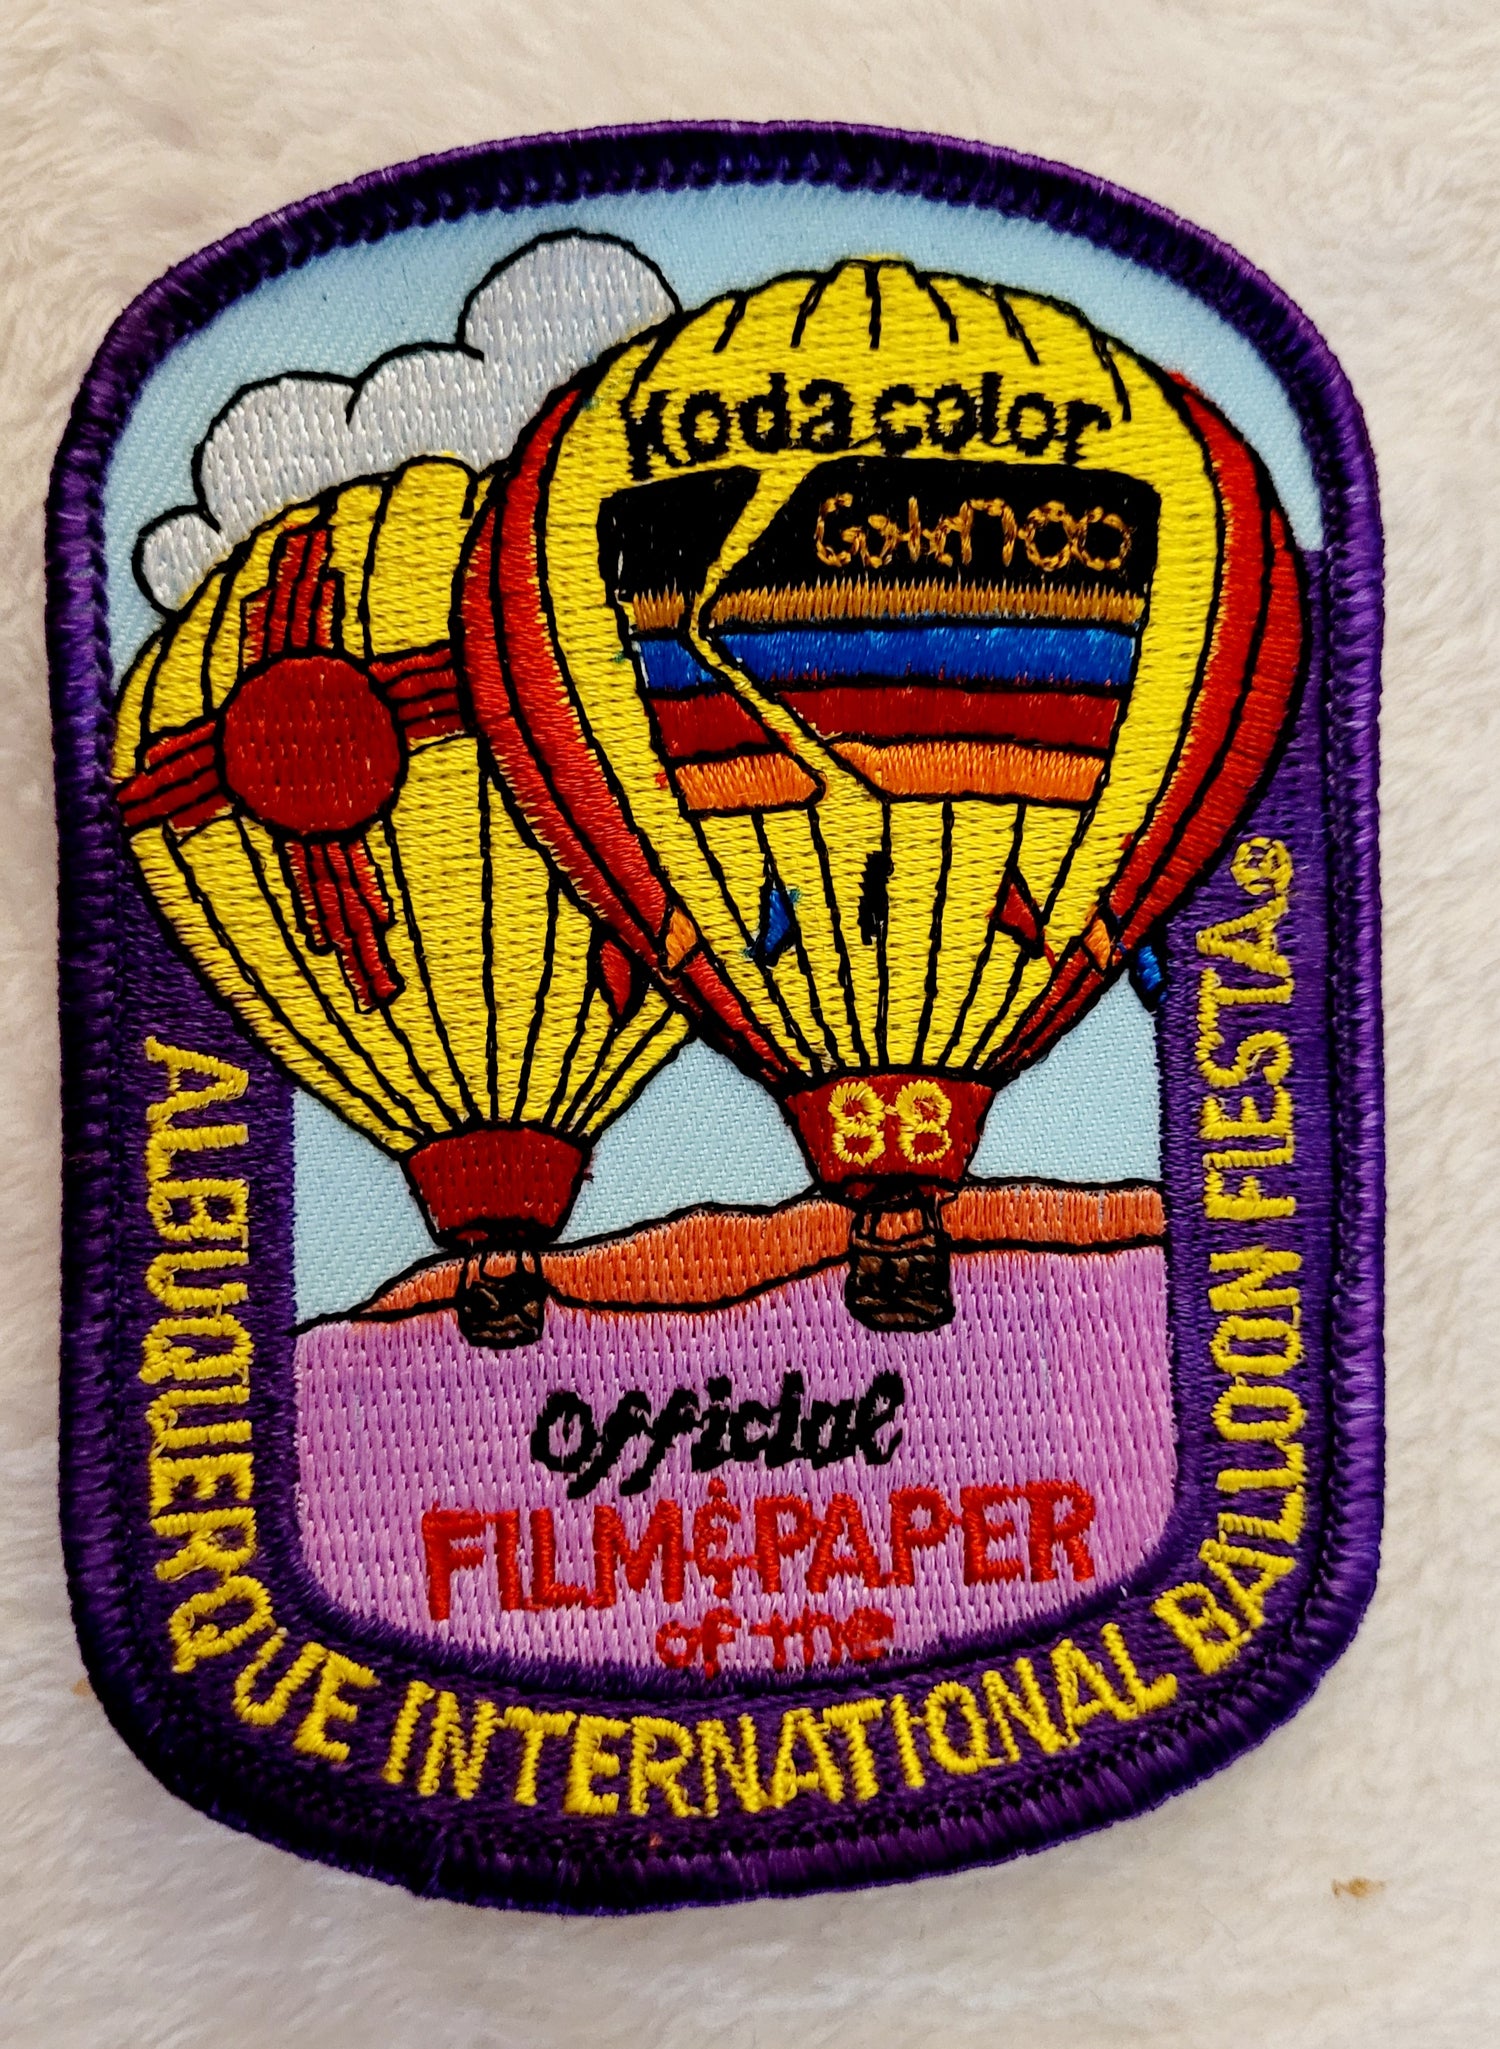 Kodacolor
Gold 100
88
Official
FILM & PAPER
of the
ALBUQUERQUE INTERNATIONAL BALLOON FIESTA®